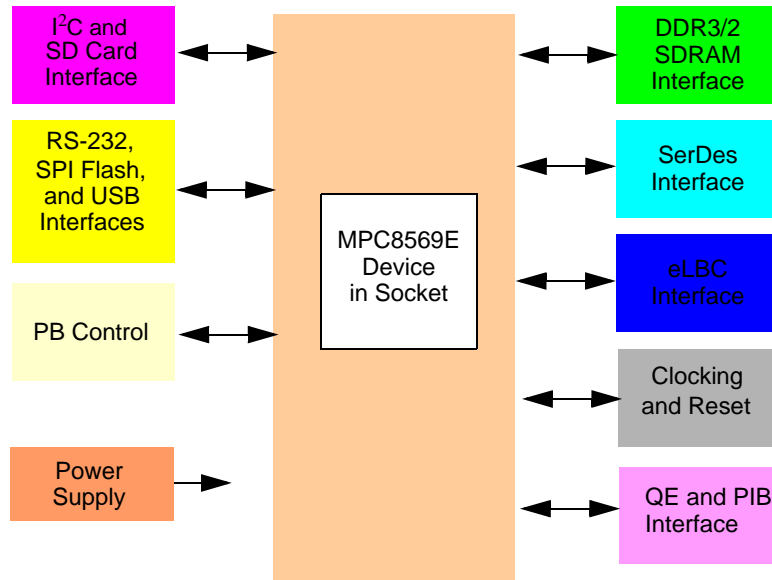 I²C and
SD Card
Interface
RS-232,
SPI Flash,
and USB
Interfaces
PB Control
Power
Supply
MPC8569E
Device
in Socket
DDR3/2
SDRAM
Interface
SerDes
Interface
eLBC
Interface
Clocking
and Reset
QE and PIB
Interface